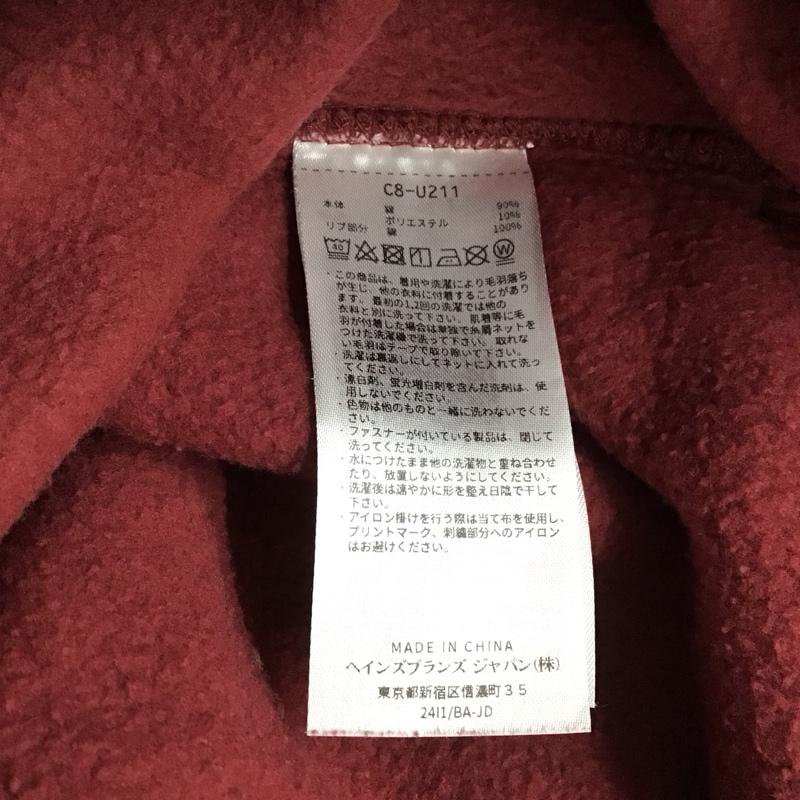 C8-U211
本体 綿 90%
ポリエステル 10%
リブ部分 綿 100%
40
W
・この商品は、着用や洗濯により毛羽落ち
が生じ、他の衣料に付着することがあり
ます。最初の1,2回の洗濯では他の
衣料と別に洗って下さい。肌着等に毛
羽が付着した場合は単独で糸屑ネットを
つけた洗濯機で洗って下さい。取れな
い毛羽はテープで取り除いて下さい。
・洗濯は裏返しにしてネットに入れて洗っ
てください。
・漂白剤、蛍光増白剤を含んだ洗剤は、使
用しないでください。
・色物は他のものと一緒に洗わないでくだ
さい。
・ファスナーが付いている製品は、閉じて
洗ってください。
・水につけたまま他の洗濯物と重ね合わせ
たり、放置しないようにしてください。
・洗濯後は速やかに形を整え日陰で干して
下さい。
・アイロン掛けを行う際は当て布を使用し、
プリントマーク、刺繍部分へのアイロン
はお避けください。
MADE IN CHINA
ヘインズブランズ ジャパン(株)
東京都新宿区信濃町35
24I1/BA-JD